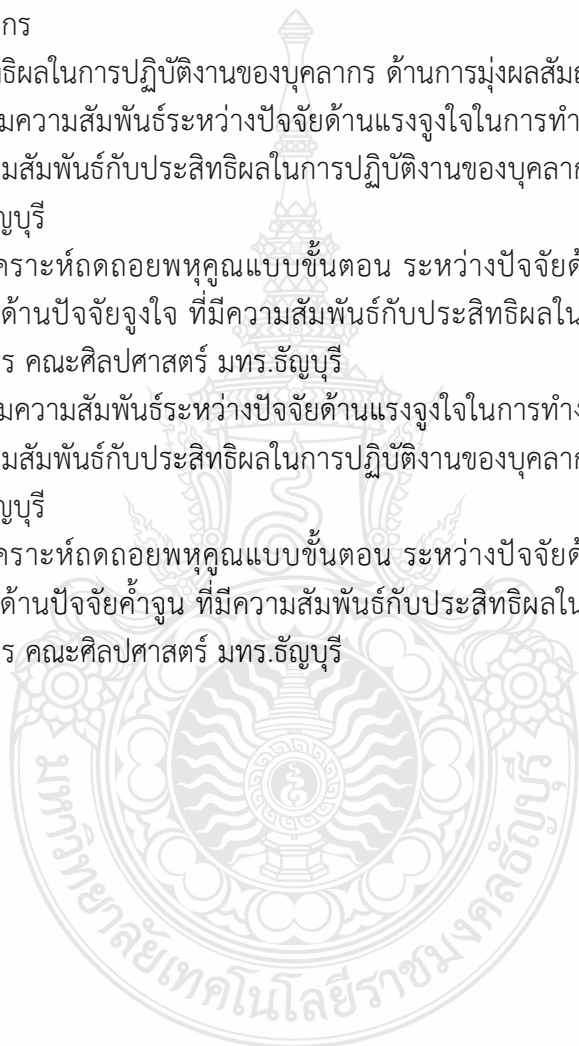 กร
ทธิผลในการปฏิบัติงานของบุคลากร ด้านการมุ่งผลสัม
มความสัมพันธ์ระหว่างปัจจัยด้านแรงจูงใจในการทำ
มสัมพันธ์กับประสิทธิผลในการปฏิบัติงานของบุคลาก
ญบุรี
เคราะห์ถดถอยพหุคูณแบบขั้นตอน ระหว่างปัจจัยด้
ด้านปัจจัยจูงใจ ที่มีความสัมพันธ์กับประสิทธิผลใน
ร คณะศิลปศาสตร์ มทร.ธัญบุรี
มความสัมพันธ์ระหว่างปัจจัยด้านแรงจูงใจในการทำง
มสัมพันธ์กับประสิทธิผลในการปฏิบัติงานของบุคลาก
ญบุรี
เคราะห์ถดถอยพหุคูณแบบขั้นตอน ระหว่างปัจจัยด้
ด้านปัจจัยค้ำจูน ที่มีความสัมพันธ์กับประสิทธิผลใน
ร คณะศิลปศาสตร์ มทร.ธัญบุรี
มหาวิทยาลัยเทคโนโลยีราชมงคลธัญบุรี